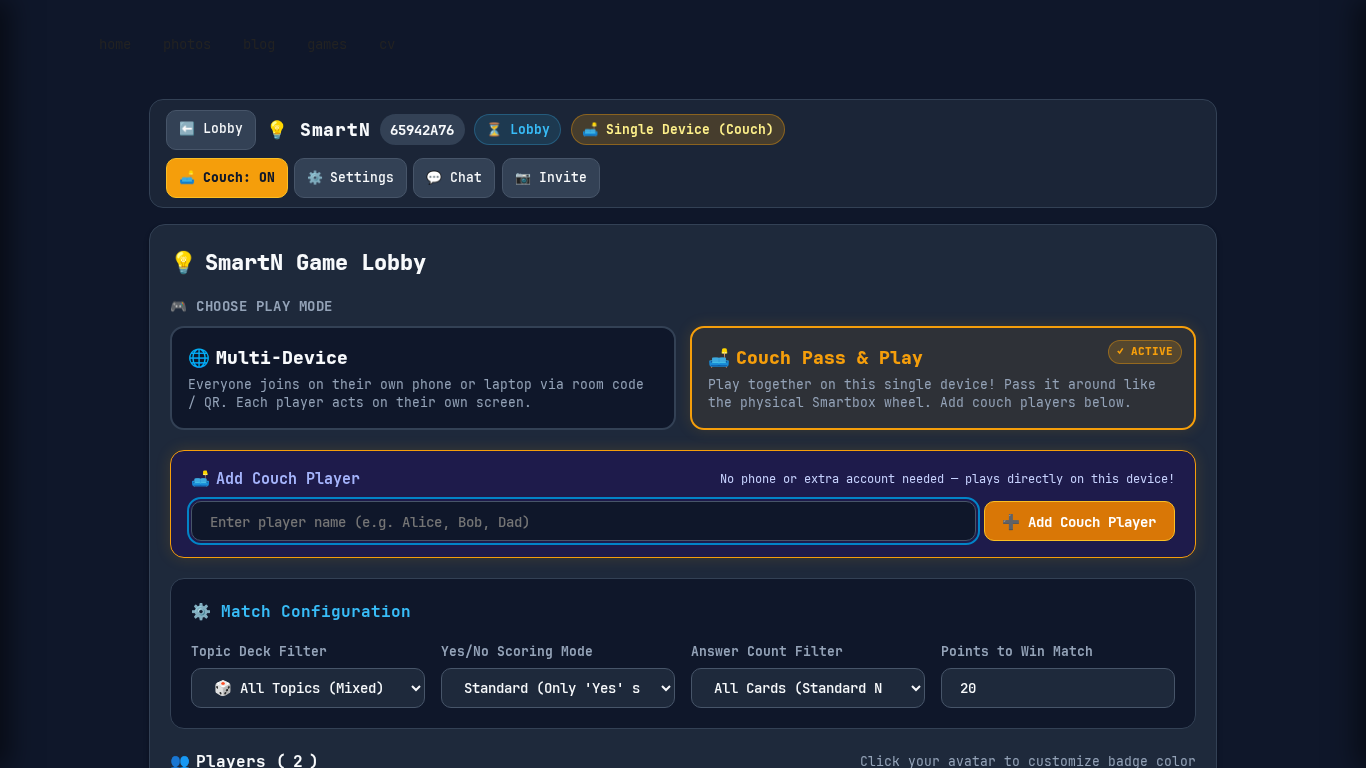 home photos blog games cv
⬅️ Lobby 💡 SmartN 65942A76 ⏳ Lobby 🛋️ Single Device (Couch)
🛋️ Couch: ON ⚙️ Settings 💬 Chat 📷 Invite
💡 SmartN Game Lobby
🎮 CHOOSE PLAY MODE
🌐 Multi-Device
Everyone joins on their own phone or laptop via room code
/ QR. Each player acts on their own screen.
🛋️ Couch Pass & Play
✓ ACTIVE
Play together on this single device! Pass it around like
the physical Smartbox wheel. Add couch players below.
🛋️ Add Couch Player
No phone or extra account needed — plays directly on this device!
Enter player name (e.g. Alice, Bob, Dad)
➕ Add Couch Player
⚙️ Match Configuration
Topic Deck Filter
🎲 All Topics (Mixed)
Yes/No Scoring Mode
Standard (Only 'Yes' s
Answer Count Filter
All Cards (Standard N
Points to Win Match
20
👥 Players (2)
Click your avatar to customize badge color